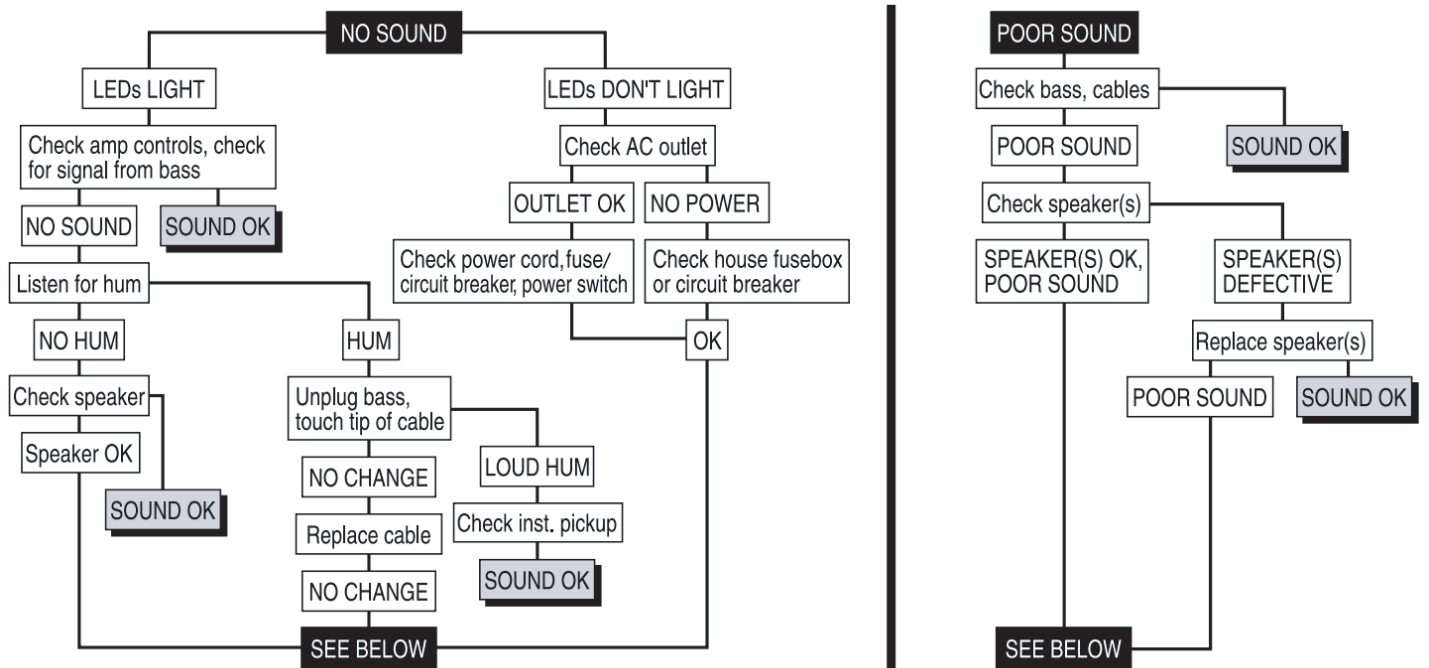 NO SOUND
LEDs LIGHT
Check amp controls, check
for signal from bass
NO SOUND
SOUND OK
Listen for hum
NO HUM
Check speaker
Speaker OK
SOUND OK
HUM
Unplug bass,
touch tip of cable
NO CHANGE
Replace cable
NO CHANGE
LOUD HUM
Check inst. pickup
SOUND OK
LEDs DON'T LIGHT
Check AC outlet
OUTLET OK
NO POWER
Check power cord, fuse/
circuit breaker, power switch
Check house fusebox
or circuit breaker
OK
SEE BELOW
POOR SOUND
Check bass, cables
POOR SOUND
SOUND OK
Check speaker(s)
SPEAKER(S) OK,
POOR SOUND
SPEAKER(S)
DEFECTIVE
Replace speaker(s)
POOR SOUND
SOUND OK
SEE BELOW